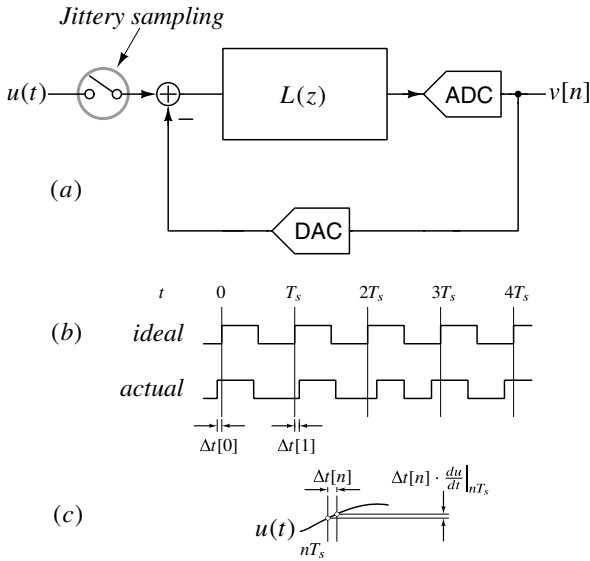 Jittery sampling
u(t) + − L(z) ADC v[n]
DAC
(a)
t 0 T_s 2T_s 3T_s 4T_s
(b) ideal
actual
Δt[0] Δt[1]
Δt[n] Δt[n] · du/dt|nT_s
(c) u(t)
nT_s